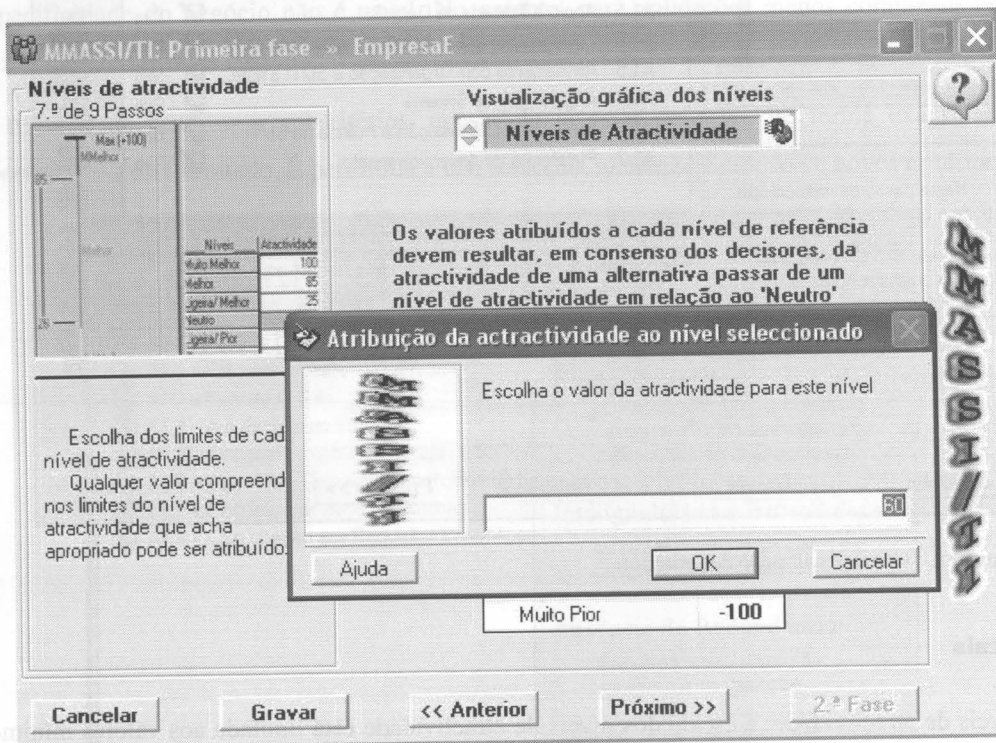 MMASSI/TI: Primeira fase » EmpresaE
Níveis de atractividade
7.º de 9 Passos
Max (+100)
MMelhor
85
Melhor
26
Níveis Atractividade
Muito Melhor 100
Melhor 85
Ligeira/ Melhor 25
Neutro
Ligeira/ Pior
Visualização gráfica dos níveis
Níveis de Atractividade
Os valores atribuídos a cada nível de referência
devem resultar, em consenso dos decisores, da
atractividade de uma alternativa passar de um
nível de atractividade em relação ao 'Neutro'
Escolha dos limites de cad
nível de atractividade.
Qualquer valor compreend
nos limites do nível de
atractividade que acha
apropriado pode ser atribuído.
Atribuição da actractividade ao nível seleccionado
Escolha o valor da atractividade para este nível
60
Ajuda
OK
Cancelar
Muito Pior -100
MMASSI/TI
Cancelar
Gravar
<< Anterior
Próximo >>
2.ª Fase